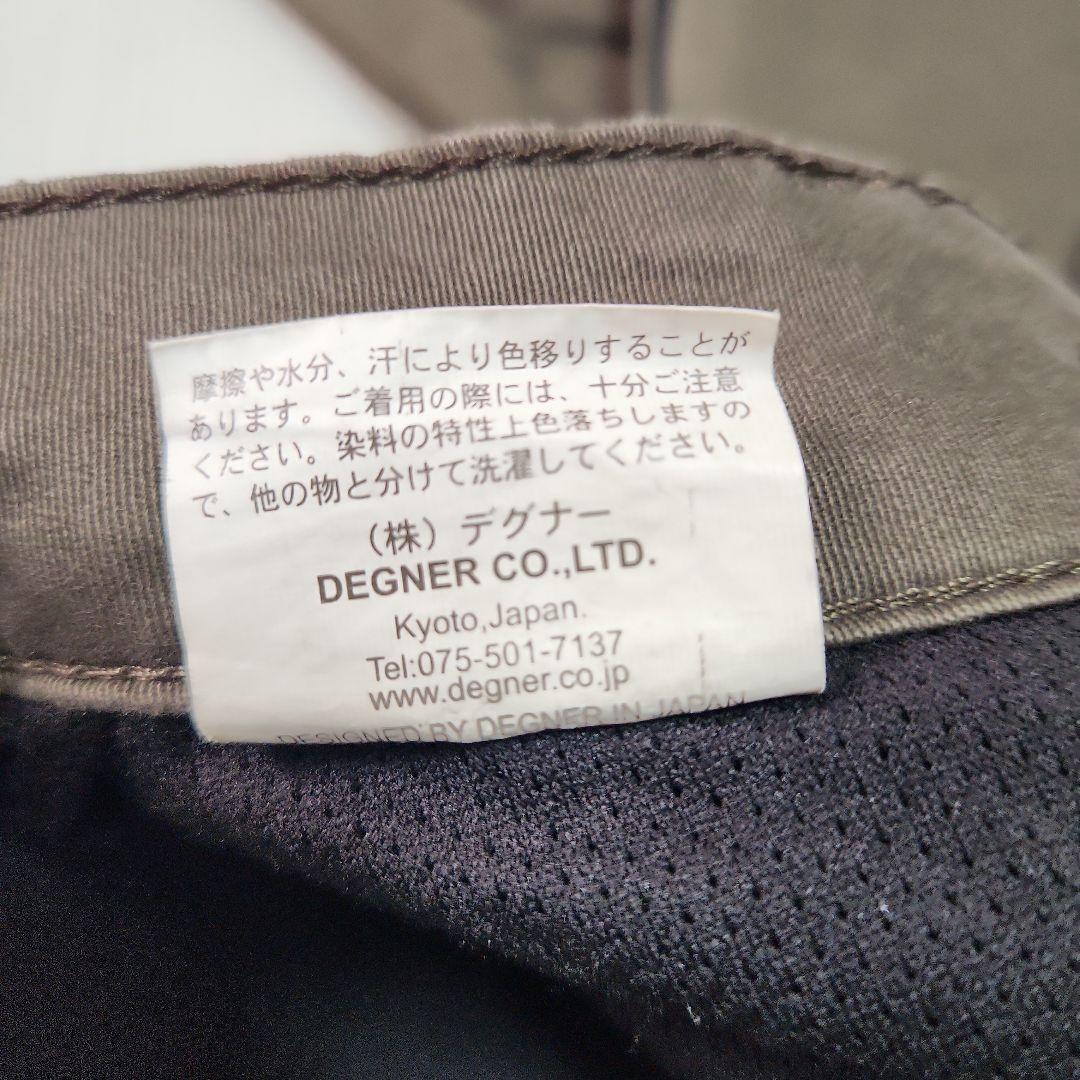 摩擦や水分、汗により色移りすることが
あります。ご着用の際には、十分ご注意
ください。染料の特性上色落ちしますの
で、他の物と分けて洗濯してください。
（株）デグナー
DEGNER CO.,LTD.
Kyoto,Japan.
Tel:075-501-7137
www.degner.co.jp
DESIGNED BY DEGNER IN JAPAN